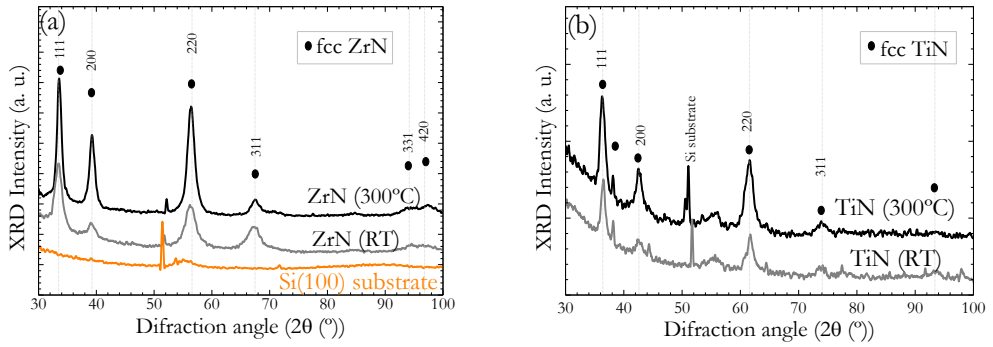 (a)
fcc ZrN
111
200
220
311
331
420
ZrN (300ºC)
ZrN (RT)
Si(100) substrate
XRD Intensity (a. u.)
30 40 50 60 70 80 90 100
Difraction angle (2θ (º))
(b)
fcc TiN
111
200
Si substrate
220
311
TiN (300ºC)
TiN (RT)
XRD Intensity (a. u.)
30 40 50 60 70 80 90 100
Difraction angle (2θ (º))